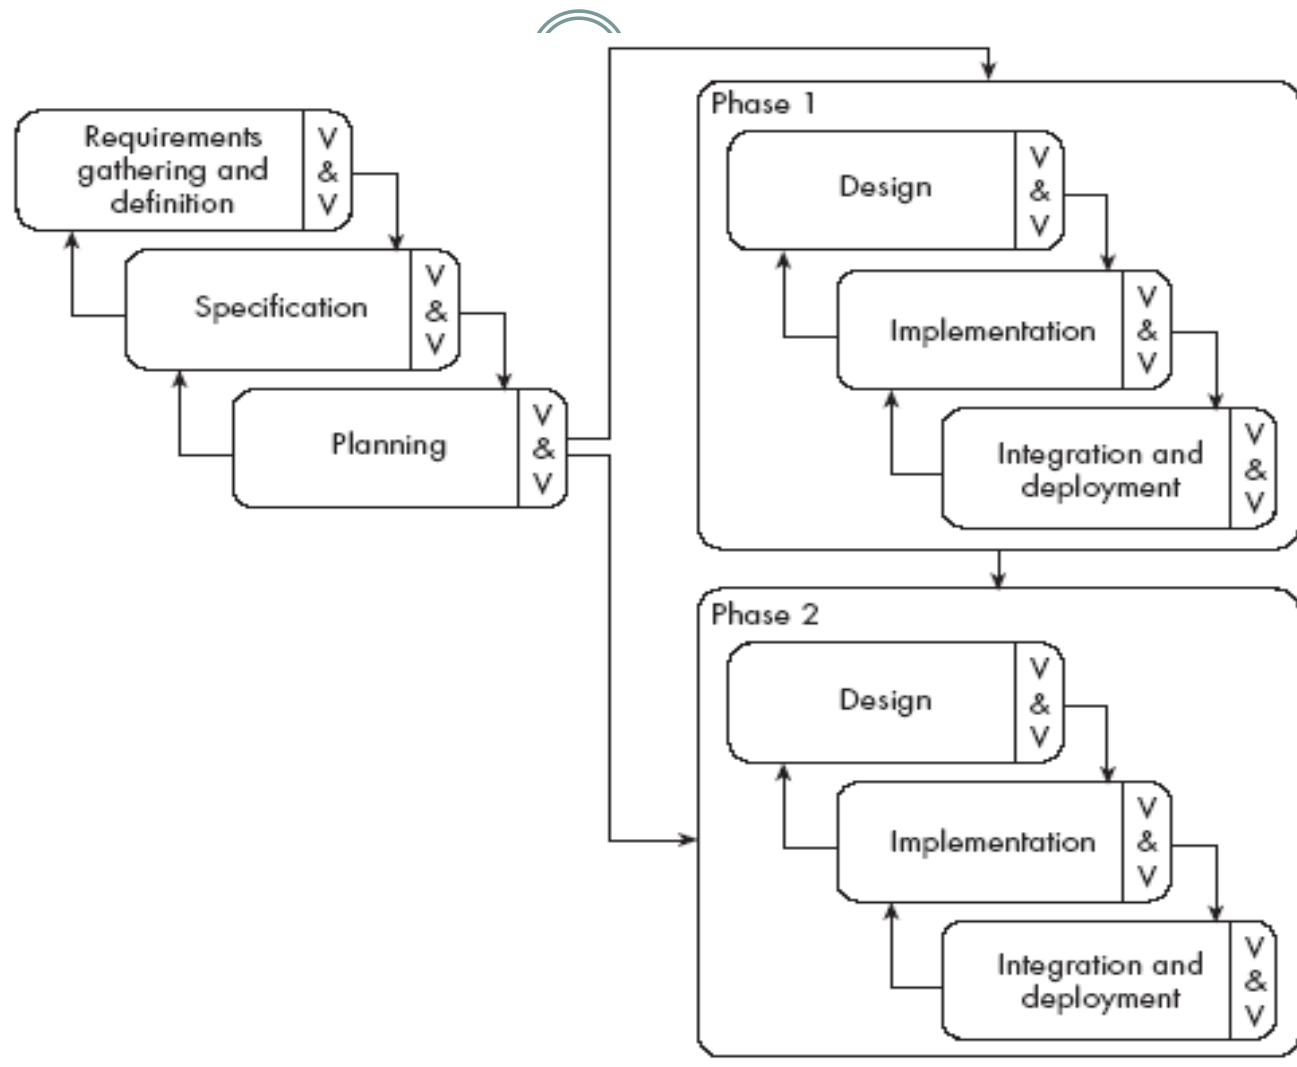 Requirements
gathering and
definition
V
&
V
Specification
V
&
V
Planning
V
&
V
Phase 1
Design
V
&
V
Implementation
V
&
V
Integration and
deployment
V
&
V
Phase 2
Design
V
&
V
Implementation
V
&
V
Integration and
deployment
V
&
V